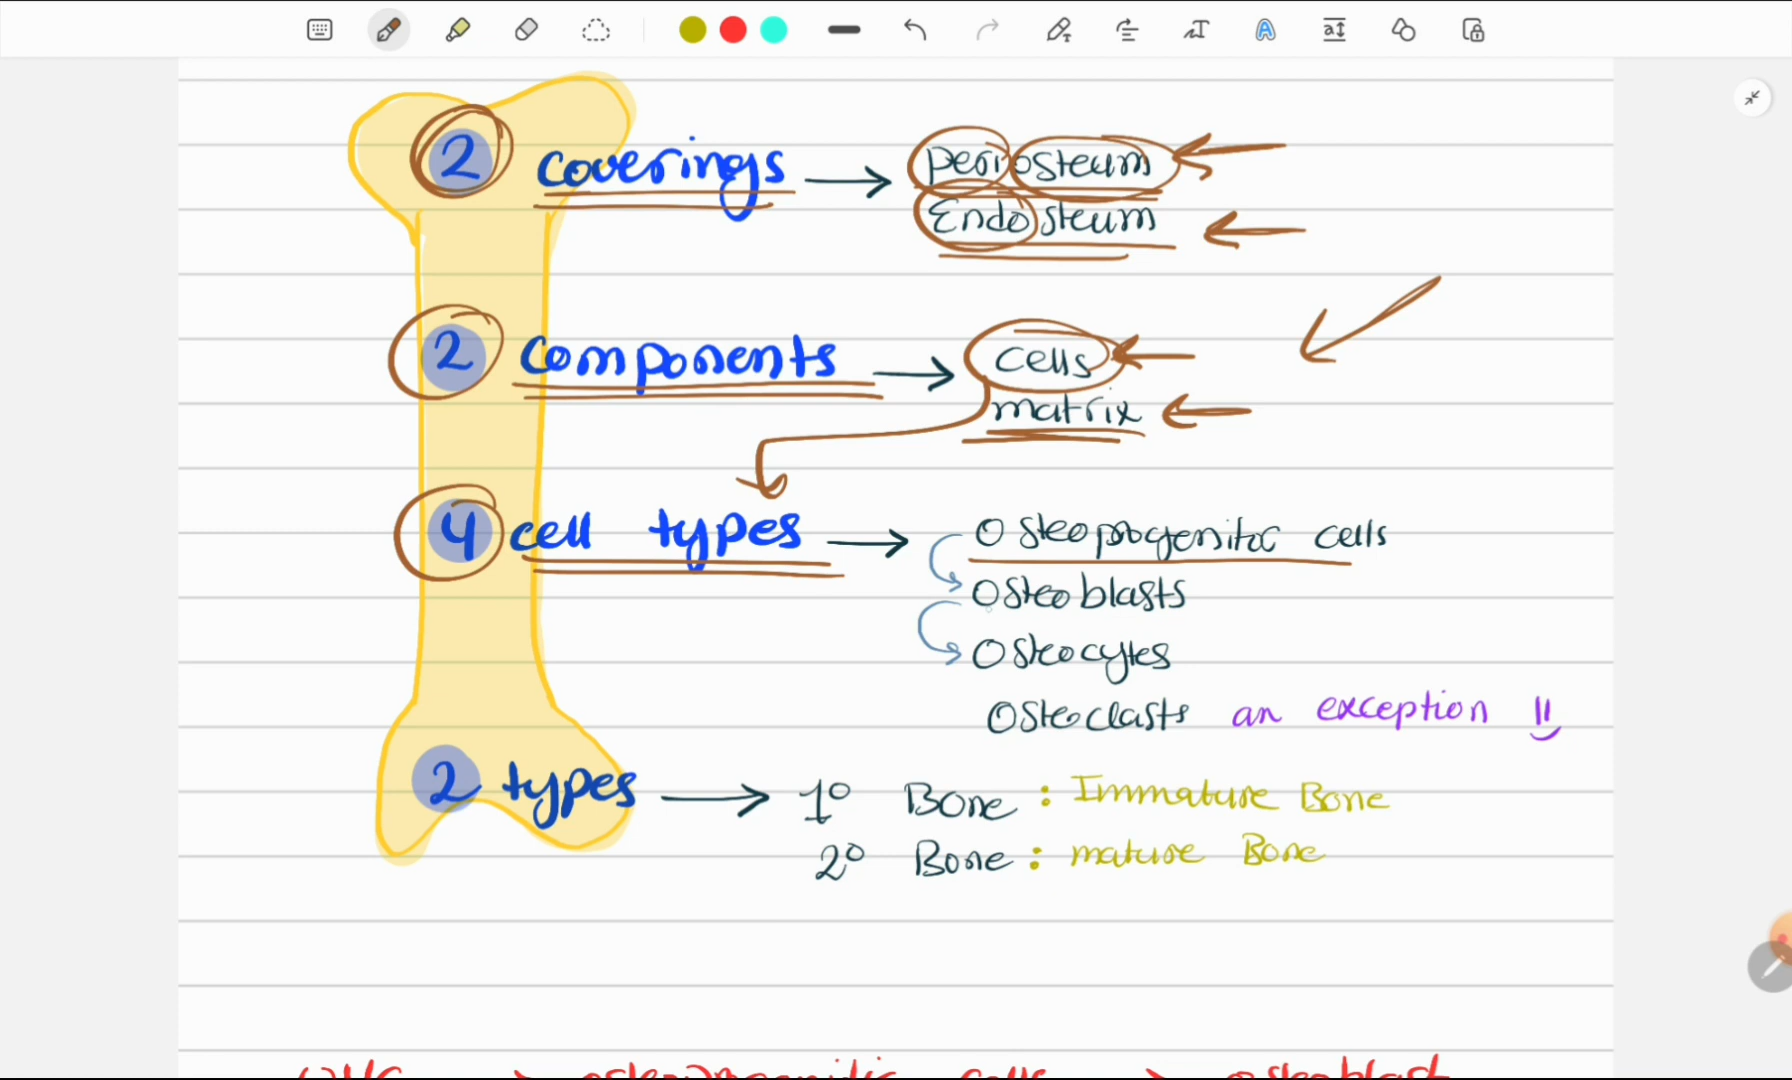 2 coverings → periosteum
Endosteum
2 components → cells
matrix
4 cell types → Osteoprogenitor cells
Osteoblasts
Osteocytes
Osteoclasts an exception !!
2 types → 1° Bone : Immature Bone
2° Bone : mature Bone
osteoblast